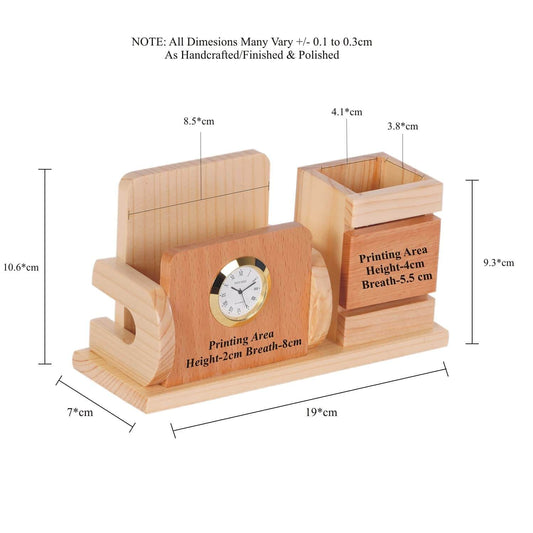 NOTE: All Dimesions Many Vary +/- 0.1 to 0.3cm
As Handcrafted/Finished & Polished
4.1*cm
8.5*cm
3.8*cm
Printing Area
Height-4cm
Breath-5.5 cm
10.6*cm
9.3*cm
Printing Area
Height-2cm Breath-8cm
7*cm
19*cm